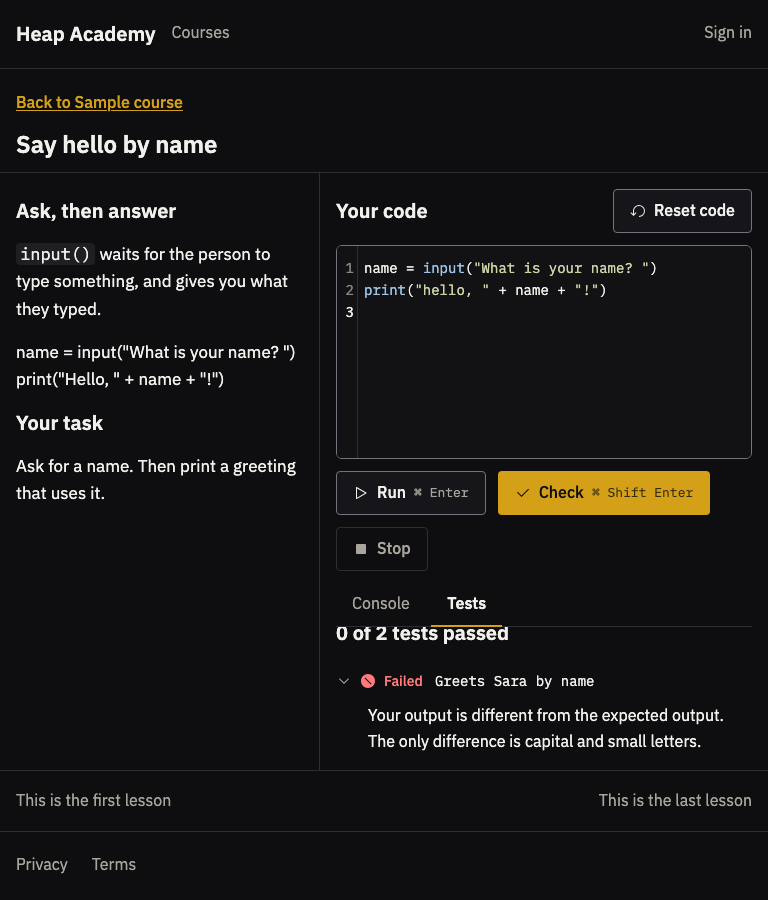 Heap Academy Courses Sign in
Back to Sample course
Say hello by name
Ask, then answer
input() waits for the person to
type something, and gives you what
they typed.
name = input("What is your name? ")
print("Hello, " + name + "!")
Your task
Ask for a name. Then print a greeting
that uses it.
Your code
Reset code
1 name = input("What is your name? ")
2 print("hello, " + name + "!")
3
Run ⌘ Enter
Check ⌘ Shift Enter
Stop
Console Tests
0 of 2 tests passed
Failed Greets Sara by name
Your output is different from the expected output.
The only difference is capital and small letters.
This is the first lesson
This is the last lesson
Privacy Terms